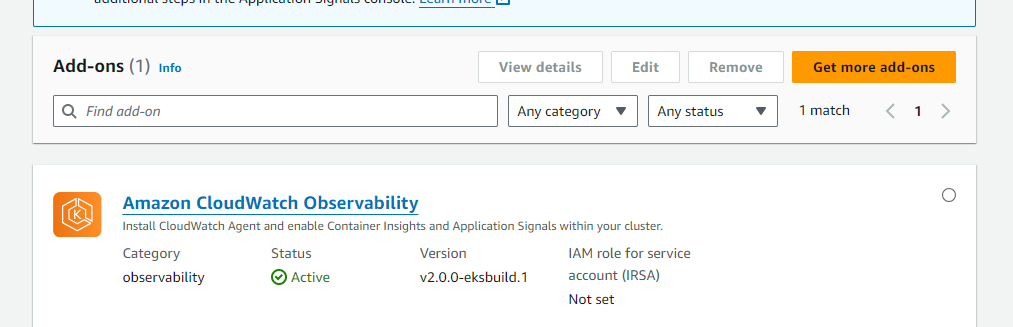 additional steps in the Application Signals console. Learn more
Add-ons (1) Info
View details
Edit
Remove
Get more add-ons
Find add-on
Any category
Any status
1 match
1
Amazon CloudWatch Observability
Install CloudWatch Agent and enable Container Insights and Application Signals within your cluster.
Category
observability
Status
Active
Version
v2.0.0-eksbuild.1
IAM role for service
account (IRSA)
Not set